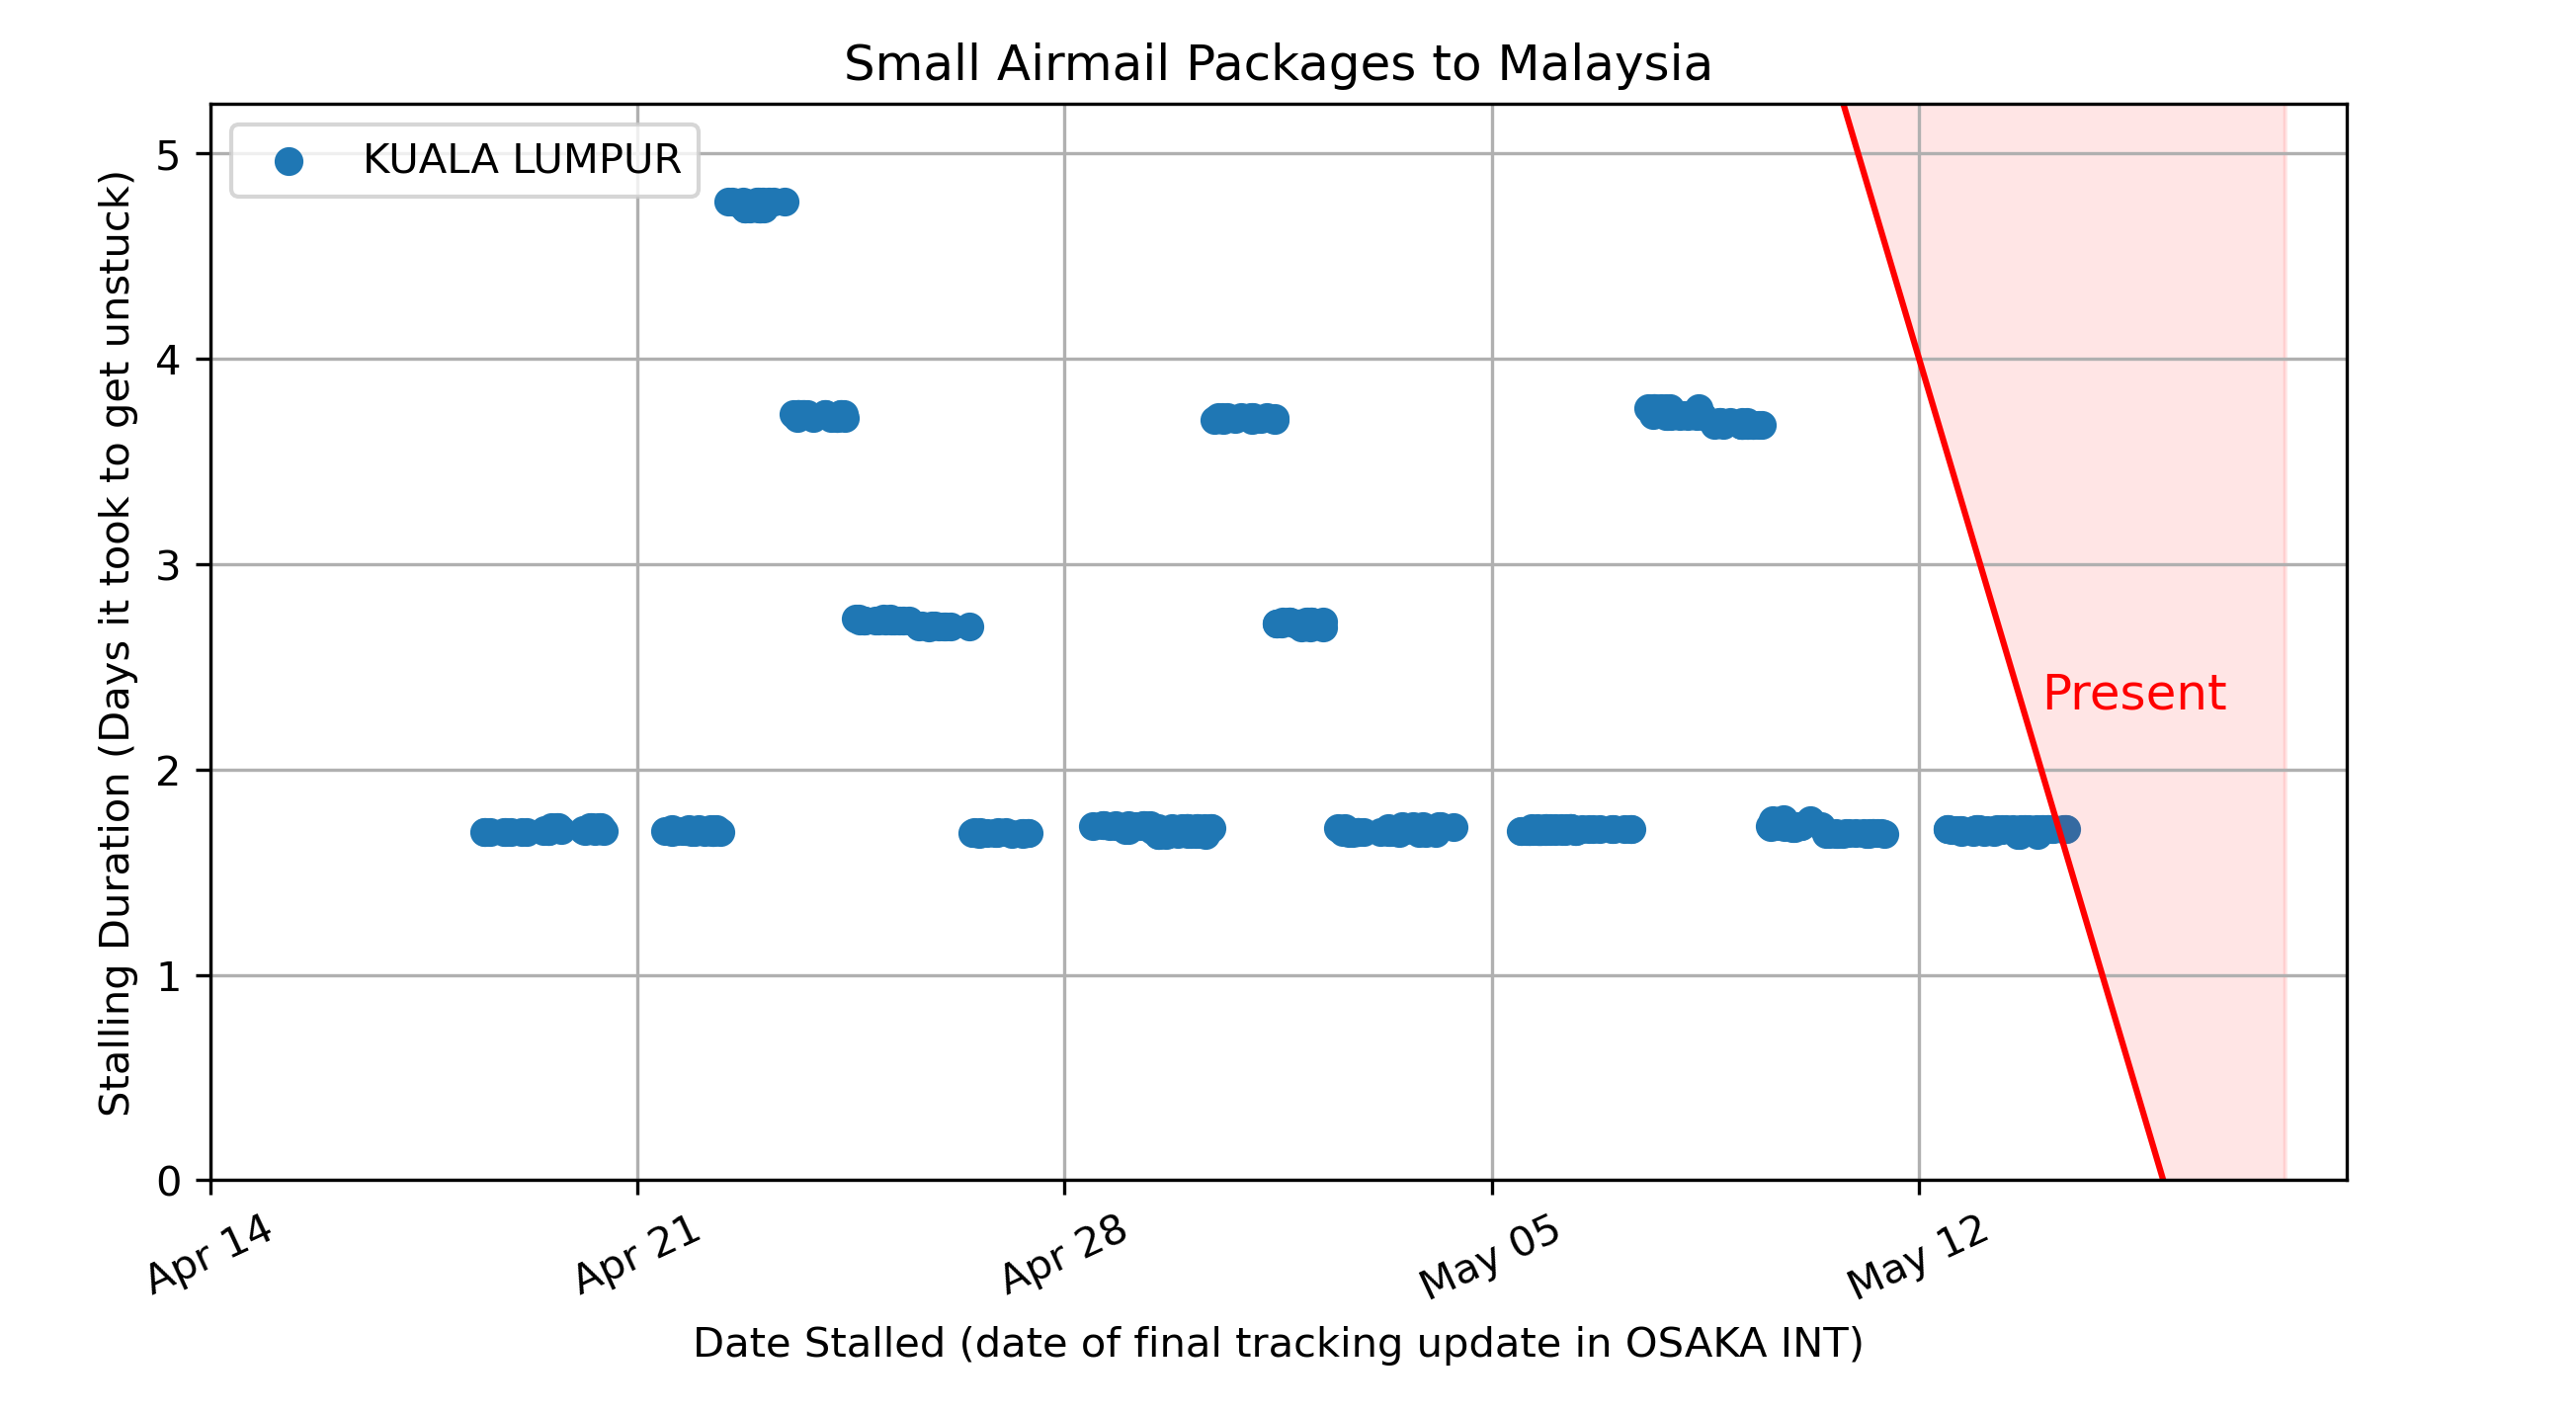 Small Airmail Packages to Malaysia
KUALA LUMPUR
Stalling Duration (Days it took to get unstuck)
5
4
3
2
1
0
Present
Apr 14
Apr 21
Apr 28
May 05
May 12
Date Stalled (date of final tracking update in OSAKA INT)